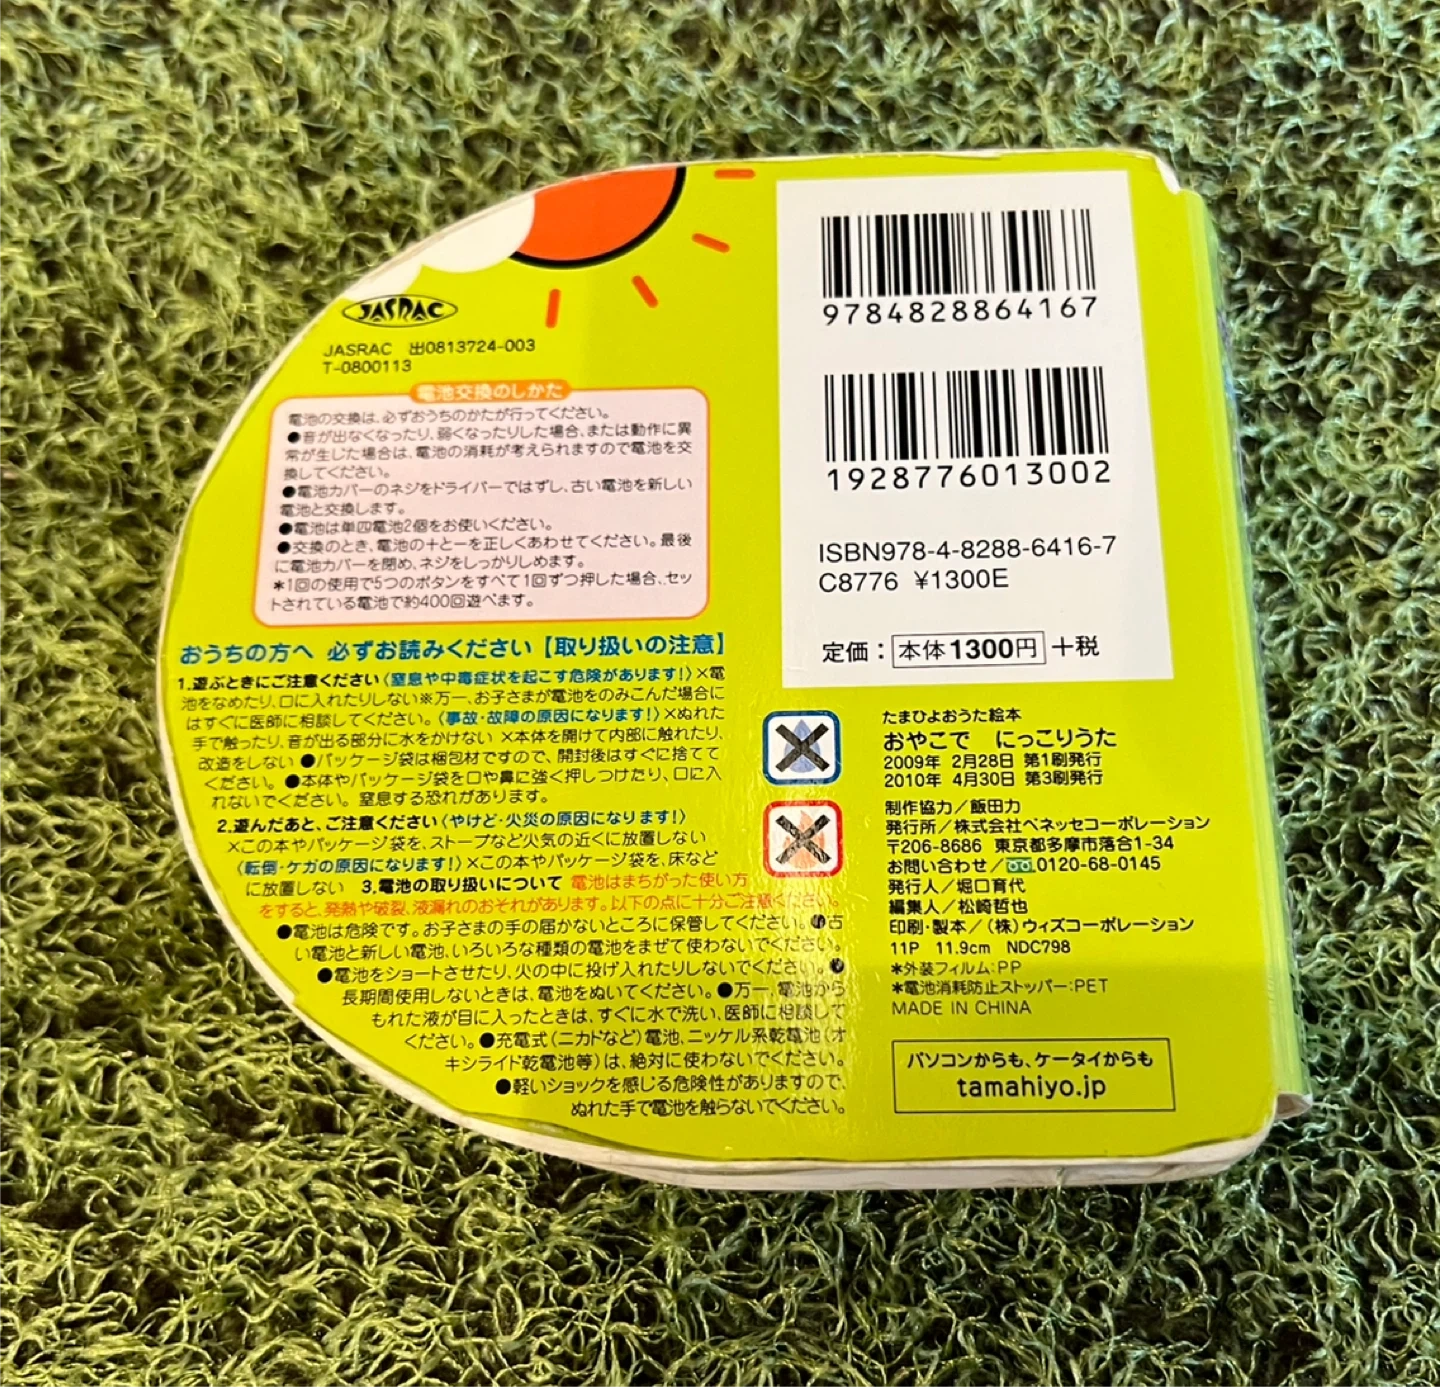 JASRAC
JASRAC 出0813724-003
T-0800113
電池交換のしかた
電池の交換は、必ずおうちのかたが行ってください。
●音が出なくなったり、弱くなったりした場合、または動作に異
常が生じた場合は、電池の消耗が考えられますので電池を交
換してください。
●電池カバーのネジをドライバーではずし、古い電池を新しい
電池と交換します。
●電池は単四電池2個をお使いください。
●交換のとき、電池の＋と－を正しくあわせてください。最後
に電池カバーを閉め、ネジをしっかりしめます。
＊1回の使用で5つのボタンをすべて1回ずつ押した場合、セッ
トされている電池で約400回遊べます。
おうちの方へ 必ずお読みください【取り扱いの注意】
1.遊ぶときにご注意ください〈窒息や中毒症状を起こす危険があります！〉×電
池をなめたり、口に入れたりしない※万一、お子さまが電池をのみこんだ場合に
はすぐに医師に相談してください。〈事故・故障の原因になります！〉×ぬれた
手で触ったり、音が出る部分に水をかけない ×本体を開けて内部に触れたり、
改造をしない ●パッケージ袋は梱包材ですので、開封後はすぐに捨てて
ください。 ●本体やパッケージ袋を口や鼻に強く押しつけたり、口に入
れないでください。窒息する恐れがあります。
2.遊んだあと、ご注意ください〈やけど・火災の原因になります！〉
×この本やパッケージ袋を、ストーブなど火気の近くに放置しない
〈転倒・ケガの原因になります！〉×この本やパッケージ袋を、床など
に放置しない 3.電池の取り扱いについて 電池はまちがった使い方
をすると、発熱や破裂、液漏れのおそれがあります。以下の点に十分ご注意ください。
●電池は危険です。お子さまの手の届かないところに保管してください。●古
い電池と新しい電池、いろいろな種類の電池をまぜて使わないでください。
●電池をショートさせたり、火の中に投げ入れたりしないでください。●
長期間使用しないときは、電池をぬいてください。●万一、電池から
もれた液が目に入ったときは、すぐに水で洗い、医師に相談して
ください。●充電式（ニカドなど）電池、ニッケル系乾電池（オ
キシライド乾電池等）は、絶対に使わないでください。
●軽いショックを感じる危険性がありますので、
ぬれた手で電池を触らないでください。
9784828864167
1928776013002
ISBN978-4-8288-6416-7
C8776 ¥1300E
定価：本体1300円＋税
たまひよおうた絵本
おやこで にっこりうた
2009年 2月28日 第1刷発行
2010年 4月30日 第3刷発行
制作協力／飯田力
発行所／株式会社ベネッセコーポレーション
〒206-8686 東京都多摩市落合1-34
お問い合わせ／0120-68-0145
発行人／堀口育代
編集人／松崎哲也
印刷・製本／（株）ウィズコーポレーション
11P 11.9cm NDC798
＊外装フィルム：PP
＊電池消耗防止ストッパー：PET
MADE IN CHINA
パソコンからも、ケータイからも
tamahiyo.jp